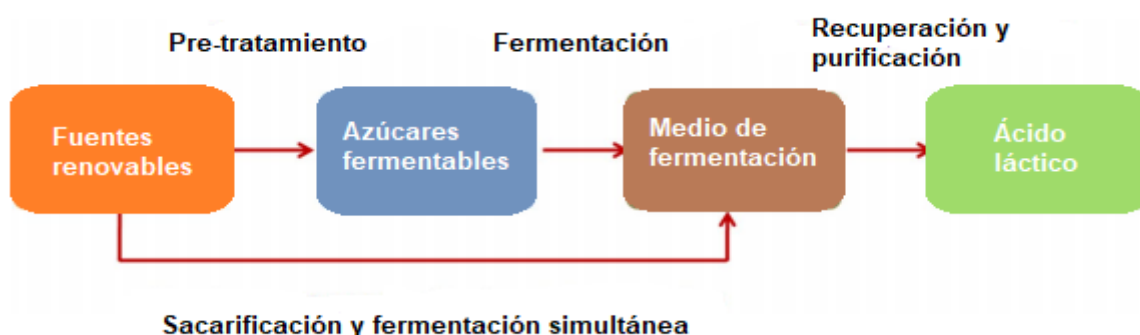 Pre-tratamiento
Fermentación
Recuperación y
purificación
Fuentes
renovables
Azúcares
fermentables
Medio de
fermentación
Ácido
láctico
Sacarificación y fermentación simultánea